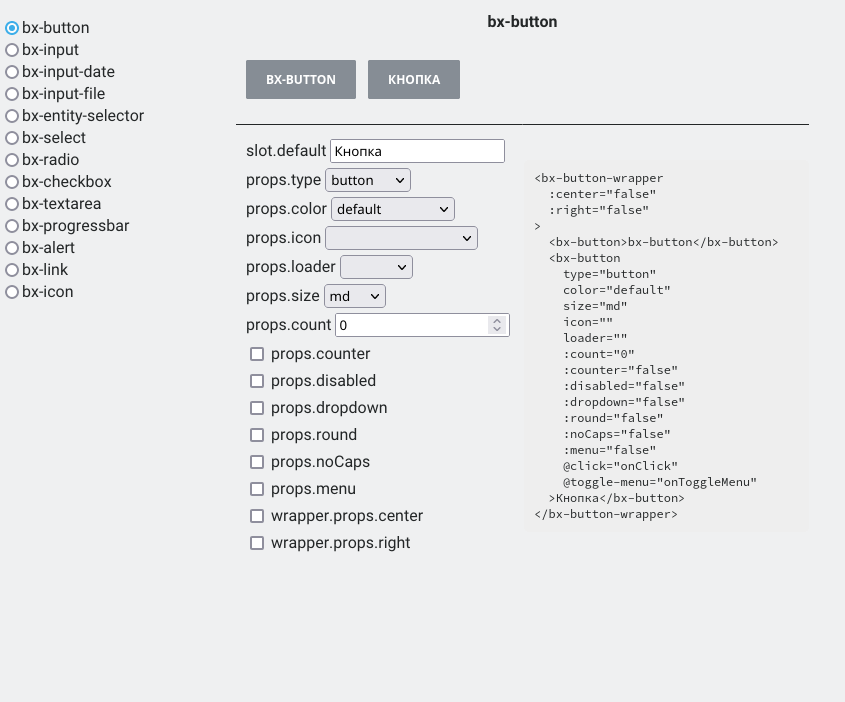 bx-button
bx-input
bx-input-date
bx-input-file
bx-entity-selector
bx-select
bx-radio
bx-checkbox
bx-textarea
bx-progressbar
bx-alert
bx-link
bx-icon
bx-button
BX-BUTTON
КНОПКА
slot.default Кнопка
props.type button
props.color default
props.icon
props.loader
props.size md
props.count 0
props.counter
props.disabled
props.dropdown
props.round
props.noCaps
props.menu
wrapper.props.center
wrapper.props.right
<bx-button-wrapper
  :center="false"
  :right="false"
>
  <bx-button>bx-button</bx-button>
  <bx-button
    type="button"
    color="default"
    size="md"
    icon=""
    loader=""
    :count="0"
    :counter="false"
    :disabled="false"
    :dropdown="false"
    :round="false"
    :noCaps="false"
    :menu="false"
    @click="onClick"
    @toggle-menu="onToggleMenu"
  >Кнопка</bx-button>
</bx-button-wrapper>